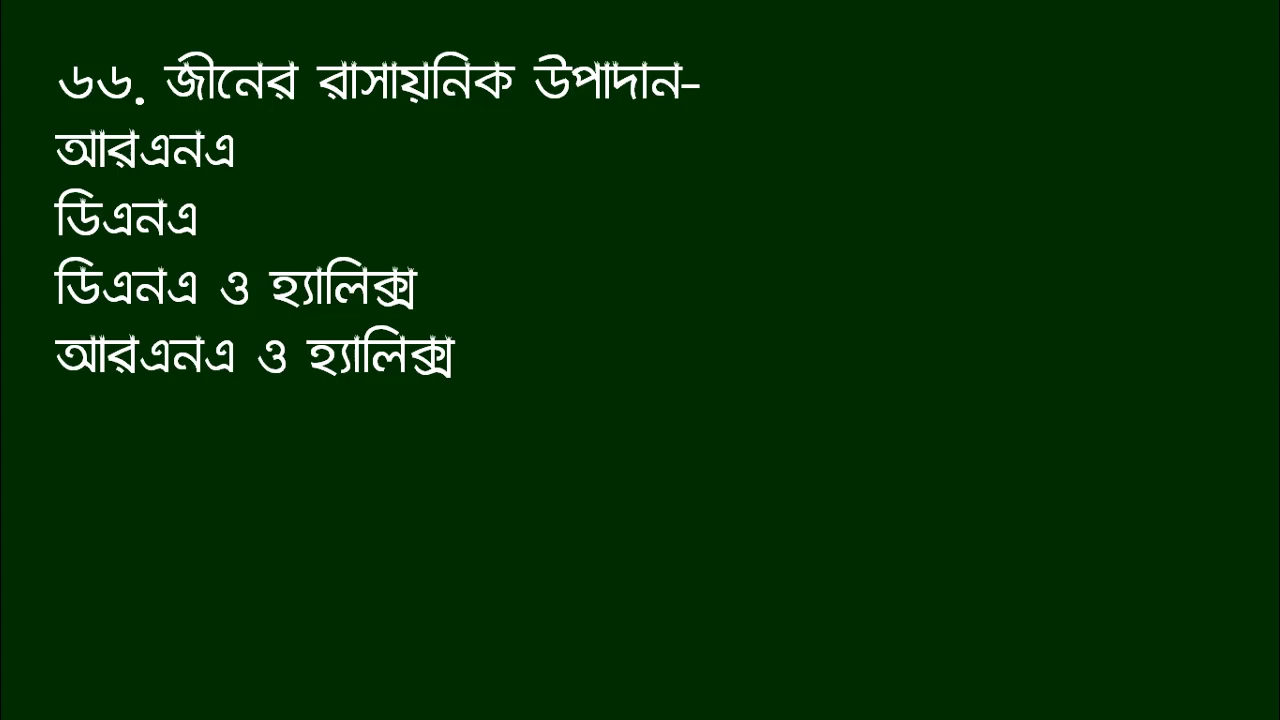 ৬৬. জীনের রাসায়নিক উপাদান-
আরএনএ
ডিএনএ
ডিএনএ ও হ্যালিক্স
আরএনএ ও হ্যালিক্স